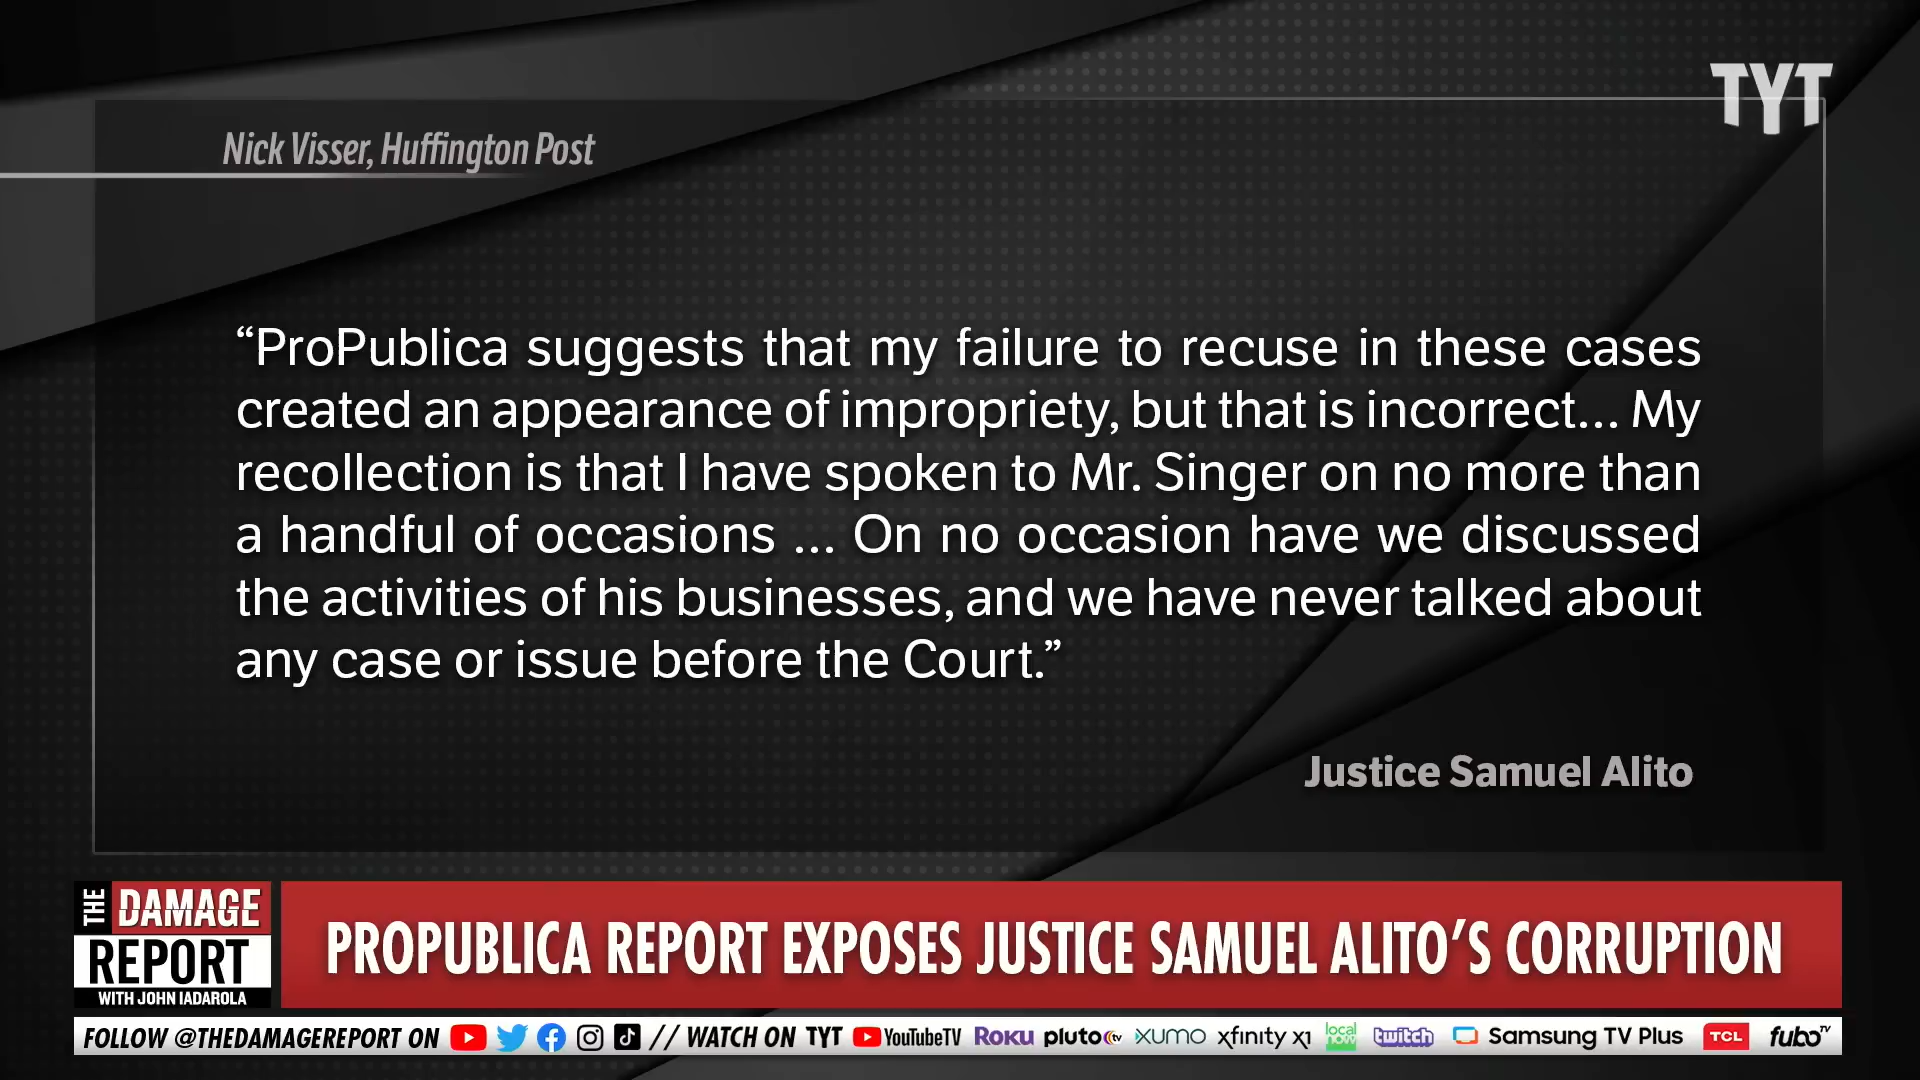 TYT
Nick Visser, Huffington Post
“ProPublica suggests that my failure to recuse in these cases
created an appearance of impropriety, but that is incorrect... My
recollection is that I have spoken to Mr. Singer on no more than
a handful of occasions ... On no occasion have we discussed
the activities of his businesses, and we have never talked about
any case or issue before the Court.”
Justice Samuel Alito
THE DAMAGE
REPORT
WITH JOHN IADAROLA
PROPUBLICA REPORT EXPOSES JUSTICE SAMUEL ALITO’S CORRUPTION
FOLLOW @THEDAMAGEREPORT ON // WATCH ON TYT YouTubeTV ROKU pluto tv XUMO xfinity x1 local now twitch Samsung TV Plus TCL fubo TV